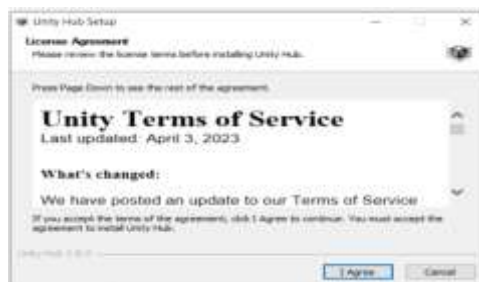 Unity Hub Setup
License Agreement
Please review the license terms before installing Unity Hub.
Press Page Down to see the rest of the agreement.
Unity Terms of Service
Last updated: April 3, 2023
What's changed:
We have posted an update to our Terms of Service
If you accept the terms of the agreement, click I Agree to continue. You must accept the
agreement to install Unity Hub.
Unity Hub
I Agree
Cancel